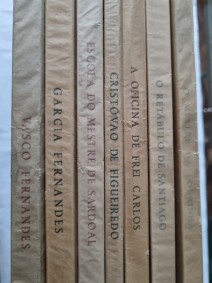 VASCO FERNANDES
GARCIA FERNANDES
ESCOLA DO MESTRE DE SARDOAL
CRISTÓVÃO DE FIGUEIREDO
A OFICINA DE FREI CARLOS
O RETÁBULO DE SANTIAGO